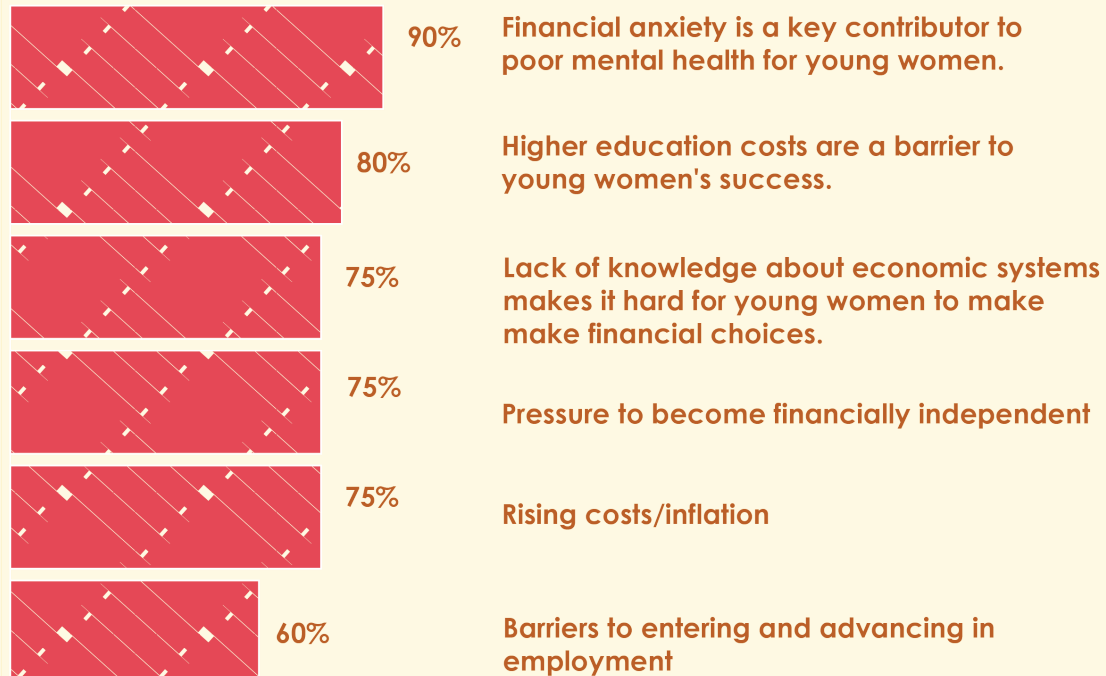 90%
Financial anxiety is a key contributor to
poor mental health for young women.
80%
Higher education costs are a barrier to
young women's success.
75%
Lack of knowledge about economic systems
makes it hard for young women to make
make financial choices.
75%
Pressure to become financially independent
75%
Rising costs/inflation
60%
Barriers to entering and advancing in
employment